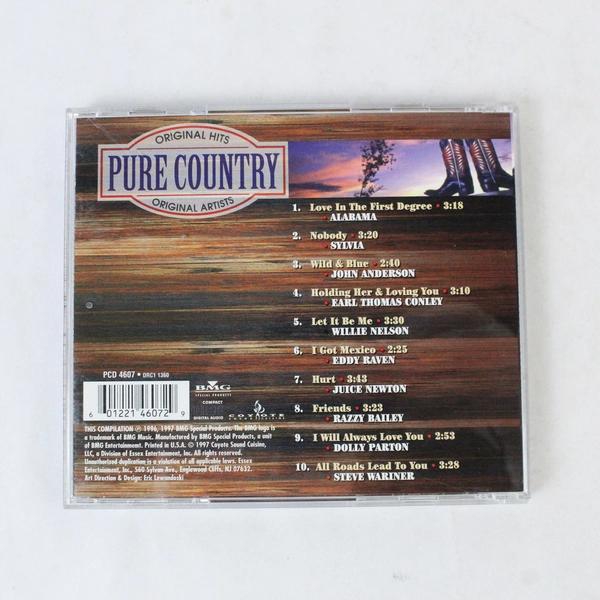 ORIGINAL HITS
PURE COUNTRY
ORIGINAL ARTISTS
1. Love In The First Degree • 3:18
• ALABAMA
2. Nobody • 3:20
• SYLVIA
3. Wild & Blue • 2:40
• JOHN ANDERSON
4. Holding Her & Loving You • 3:10
• EARL THOMAS CONLEY
5. Let It Be Me • 3:30
• WILLIE NELSON
6. I Got Mexico • 2:25
• EDDY RAVEN
7. Hurt • 3:43
• JUICE NEWTON
8. Friends • 3:23
• RAZZY BAILEY
9. I Will Always Love You • 2:53
• DOLLY PARTON
10. All Roads Lead To You • 3:28
• STEVE WARINER
PCD 4607 • DRC1 1360
6 01221 46072 9
BMG
SPECIAL PRODUCTS
COMPACT
DIGITAL AUDIO
COYOTE
THIS COMPILATION ℗ 1996, 1997 BMG Special Products. The BMG logo is
a trademark of BMG Music. Manufactured by BMG Special Products, a unit
of BMG Entertainment. Printed in U.S.A. © 1997 Coyote Sound Cuisine,
LLC, a Division of Essex Entertainment, Inc. All rights reserved.
Unauthorized duplication is a violation of all applicable laws. Essex
Entertainment, Inc., 560 Sylvan Ave., Englewood Cliffs, NJ 07632.
Art Direction & Design: Eric Lewandoski